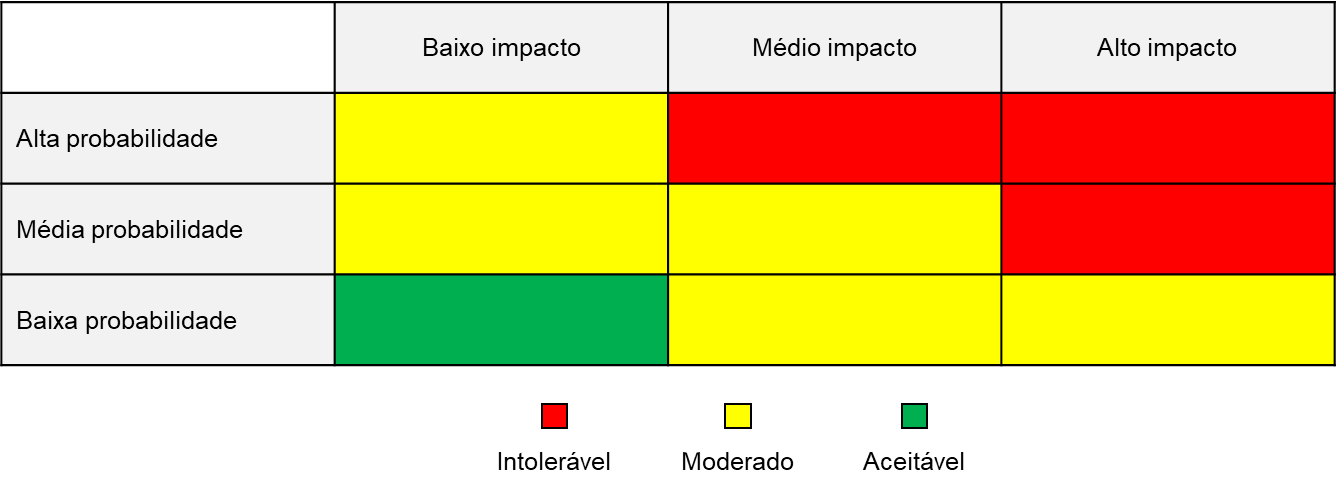 Baixo impacto
Médio impacto
Alto impacto
Alta probabilidade
Média probabilidade
Baixa probabilidade
Intolerável
Moderado
Aceitável